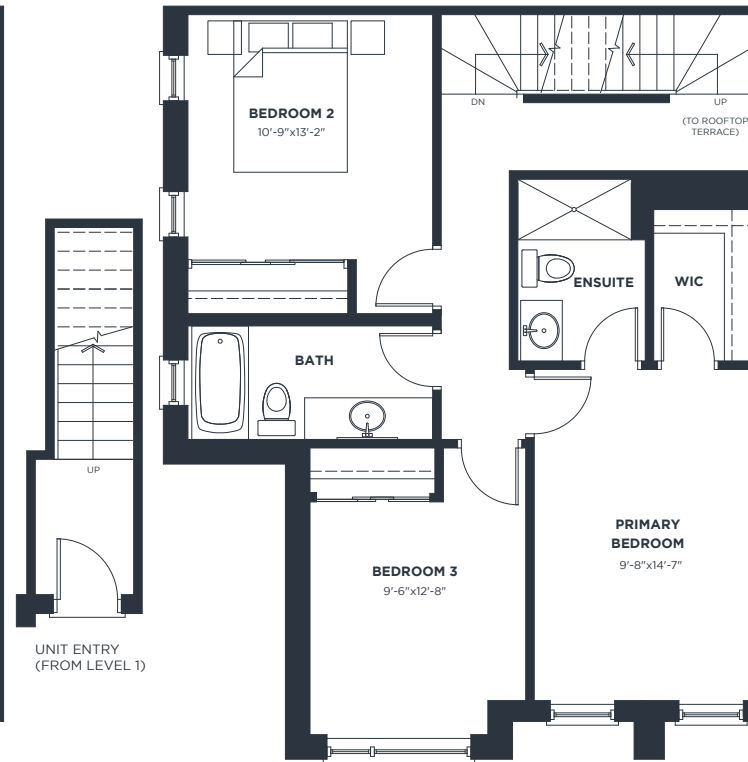 BEDROOM 2
10'-9"x13'-2"
DN
UP
(TO ROOFTOP
TERRACE)
ENSUITE
WIC
BATH
UP
PRIMARY
BEDROOM
9'-8"x14'-7"
BEDROOM 3
9'-6"x12'-8"
UNIT ENTRY
(FROM LEVEL 1)